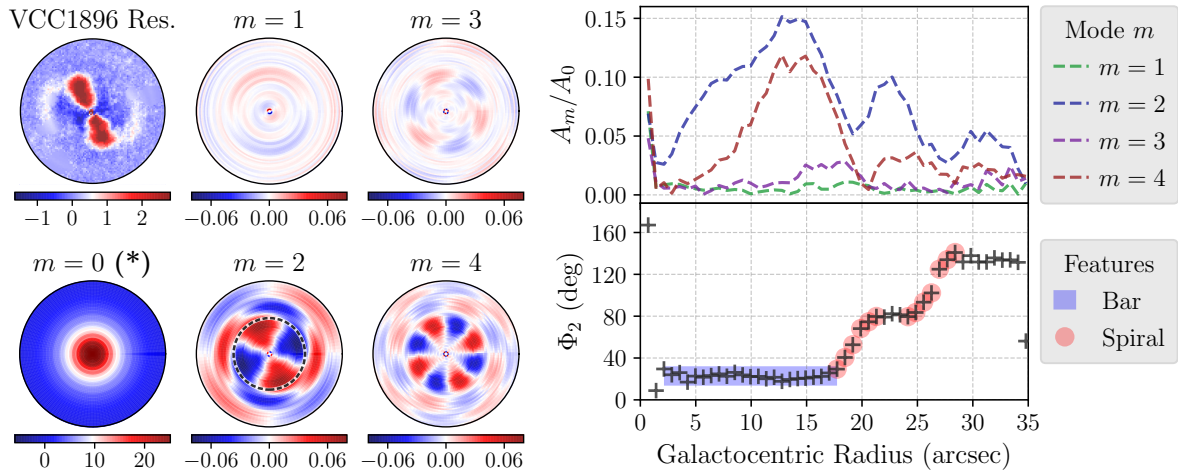 VCC1896 Res.
m = 1
m = 3
−1 0 1 2
−0.06 0.00 0.06
−0.06 0.00 0.06
m = 0 (*)
m = 2
m = 4
0 10 20
−0.06 0.00 0.06
−0.06 0.00 0.06
A_m/A_0
0.15
0.10
0.05
0.00
Φ_2 (deg)
160
120
80
40
0
0 5 10 15 20 25 30 35
Galactocentric Radius (arcsec)
Mode m
m = 1
m = 2
m = 3
m = 4
Features
Bar
Spiral